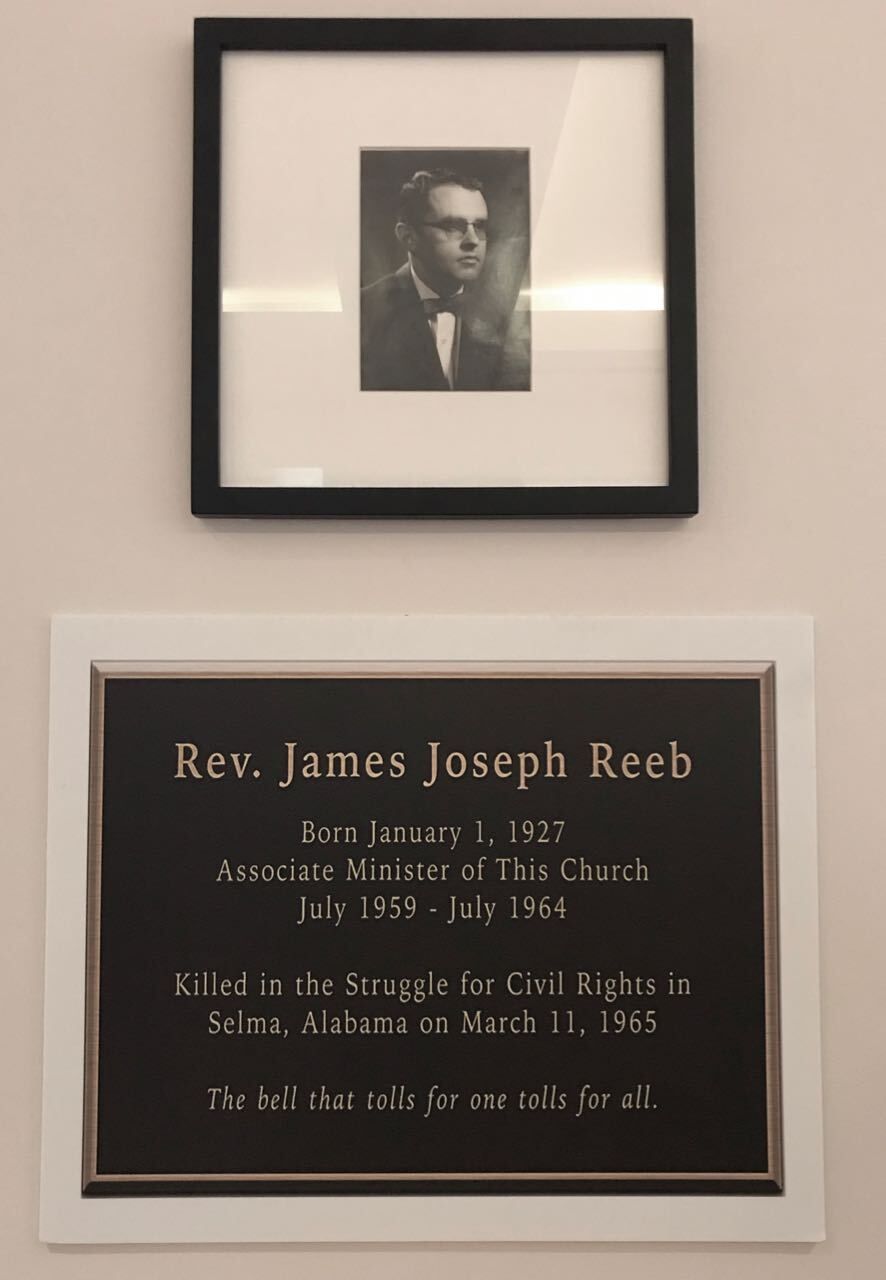 Rev. James Joseph Reeb
Born January 1, 1927
Associate Minister of This Church
July 1959 - July 1964
Killed in the Struggle for Civil Rights in
Selma, Alabama on March 11, 1965
The bell that tolls for one tolls for all.